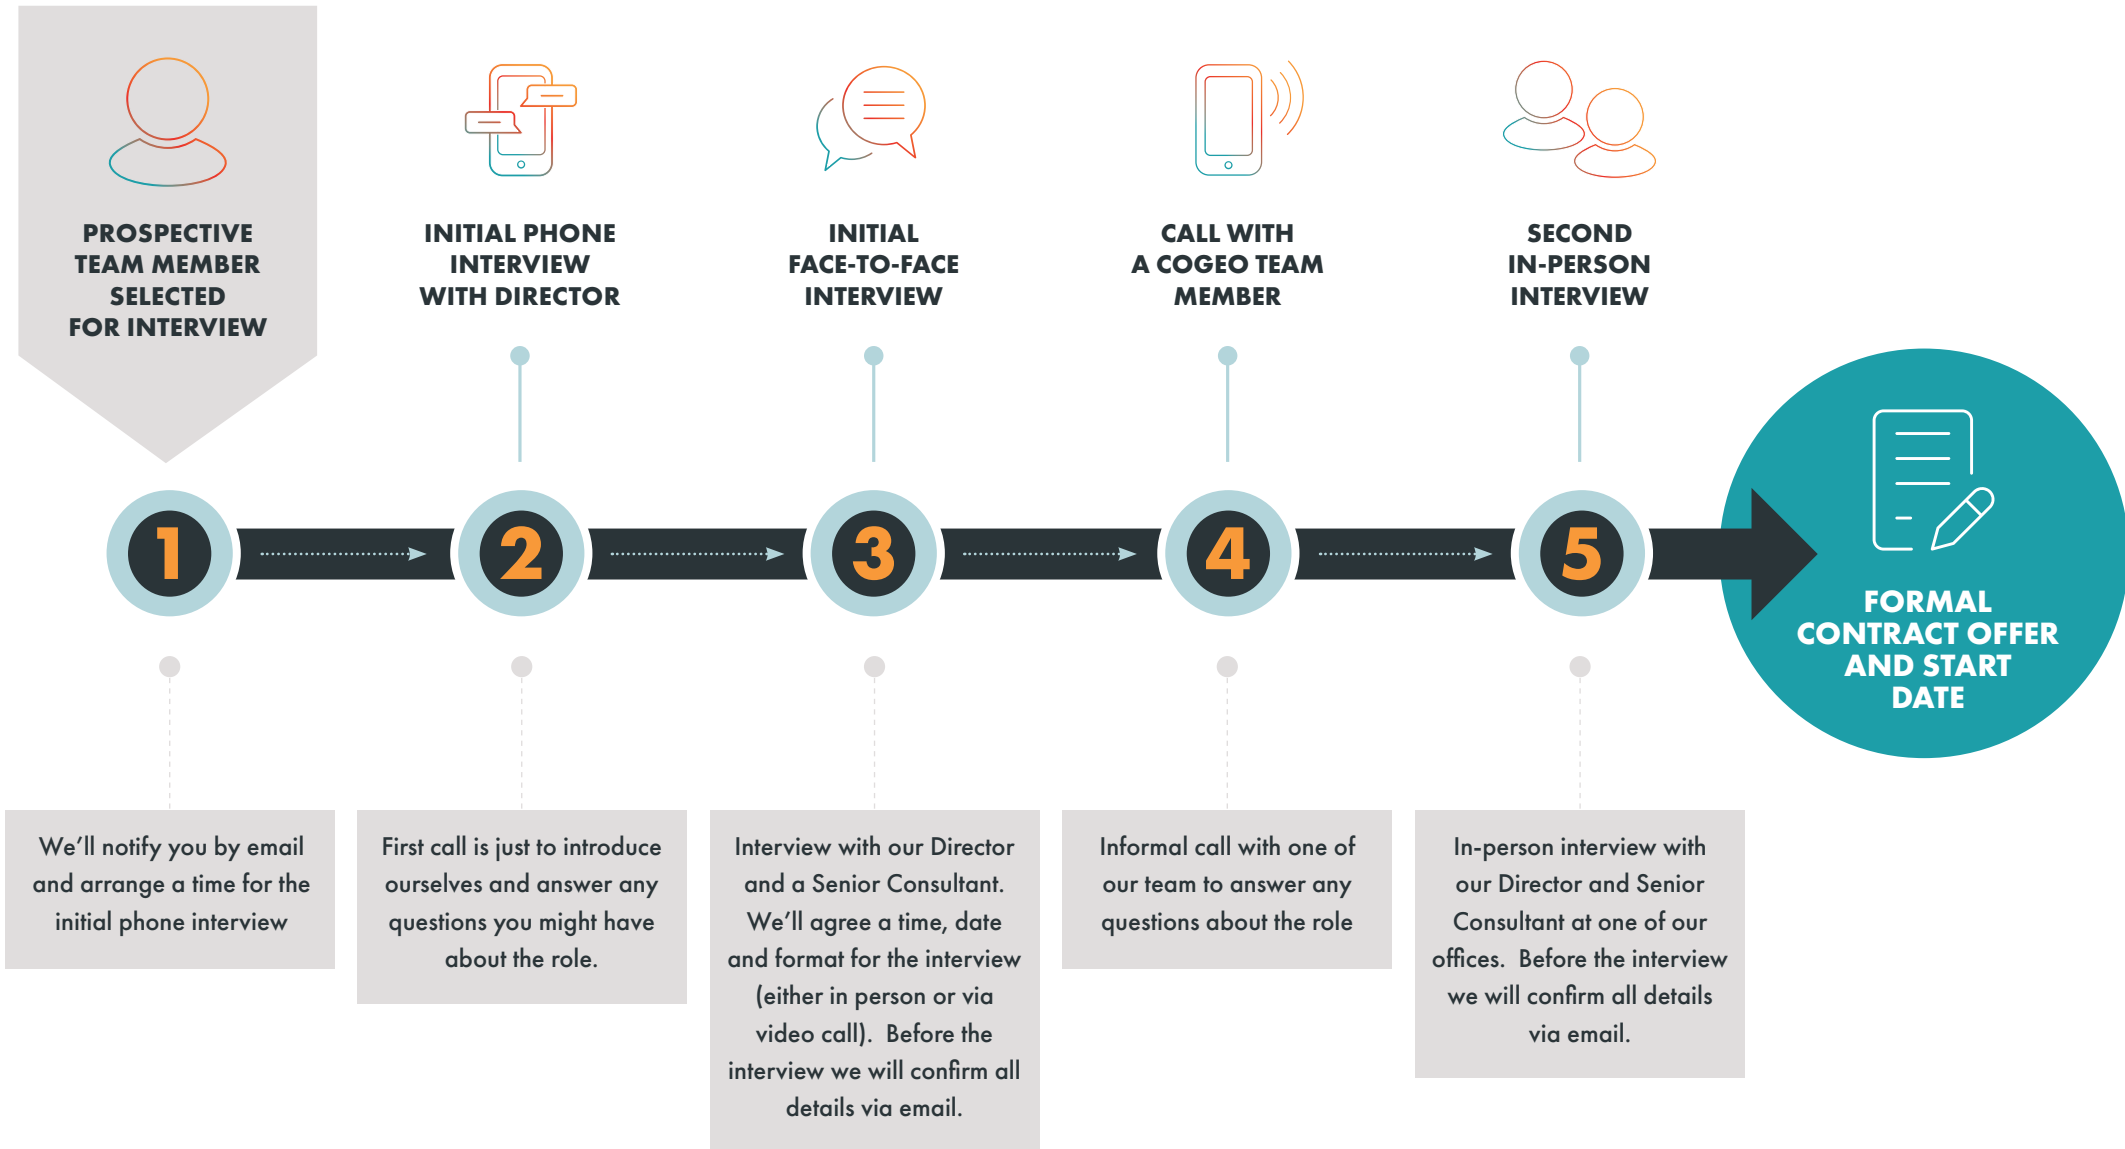 PROSPECTIVE
TEAM MEMBER
SELECTED
FOR INTERVIEW
INITIAL PHONE
INTERVIEW
WITH DIRECTOR
INITIAL
FACE-TO-FACE
INTERVIEW
CALL WITH
A COGEO TEAM
MEMBER
SECOND
IN-PERSON
INTERVIEW
1
2
3
4
5
FORMAL
CONTRACT OFFER
AND START
DATE
We’ll notify you by email
and arrange a time for the
initial phone interview
First call is just to introduce
ourselves and answer any
questions you might have
about the role.
Interview with our Director
and a Senior Consultant.
We’ll agree a time, date
and format for the interview
(either in person or via
video call).  Before the
interview we will confirm all
details via email.
Informal call with one of
our team to answer any
questions about the role
In-person interview with
our Director and Senior
Consultant at one of our
offices.  Before the interview
we will confirm all details
via email.